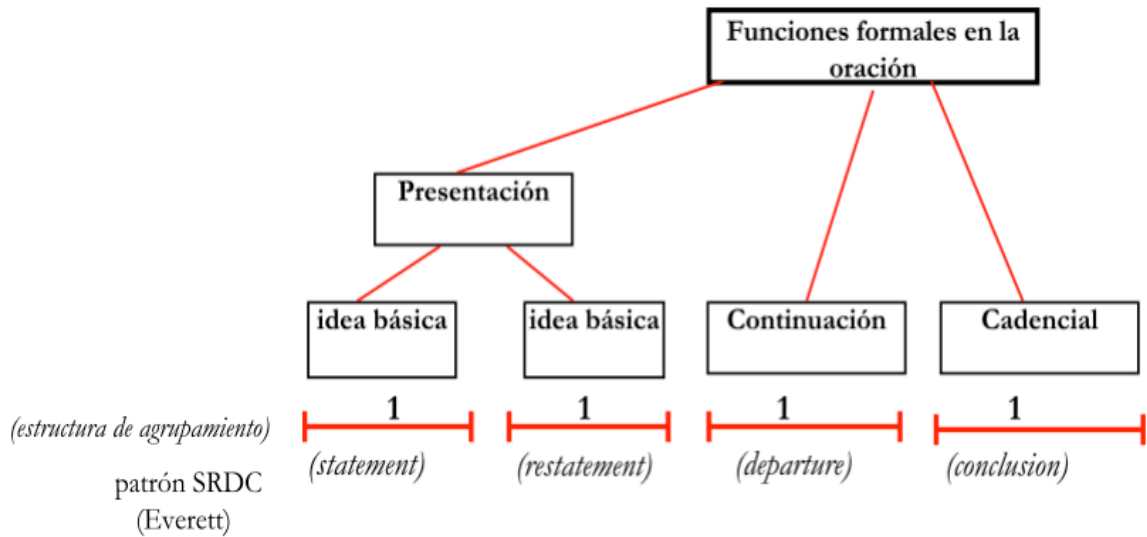 Funciones formales en la
oración
Presentación
idea básica
idea básica
Continuación
Cadencial
1
1
1
1
(estructura de agrupamiento)
(statement)
(restatement)
(departure)
(conclusion)
patrón SRDC
(Everett)